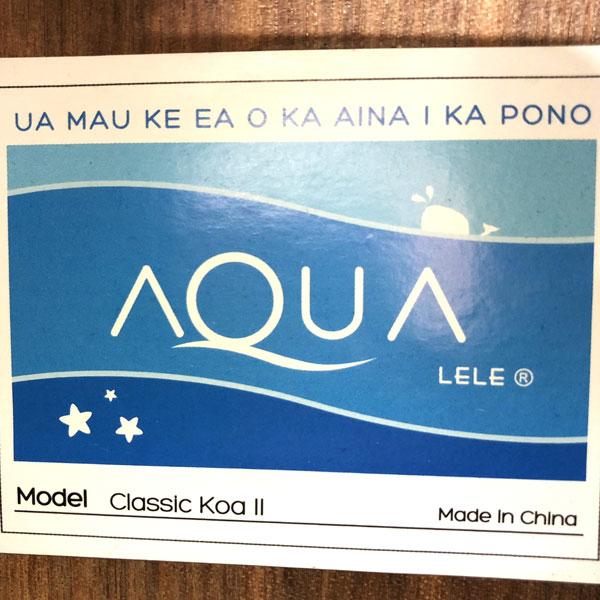 UA MAU KE EA O KA AINA I KA PONO
AQUA
LELE ®
Model Classic Koa II
Made In China